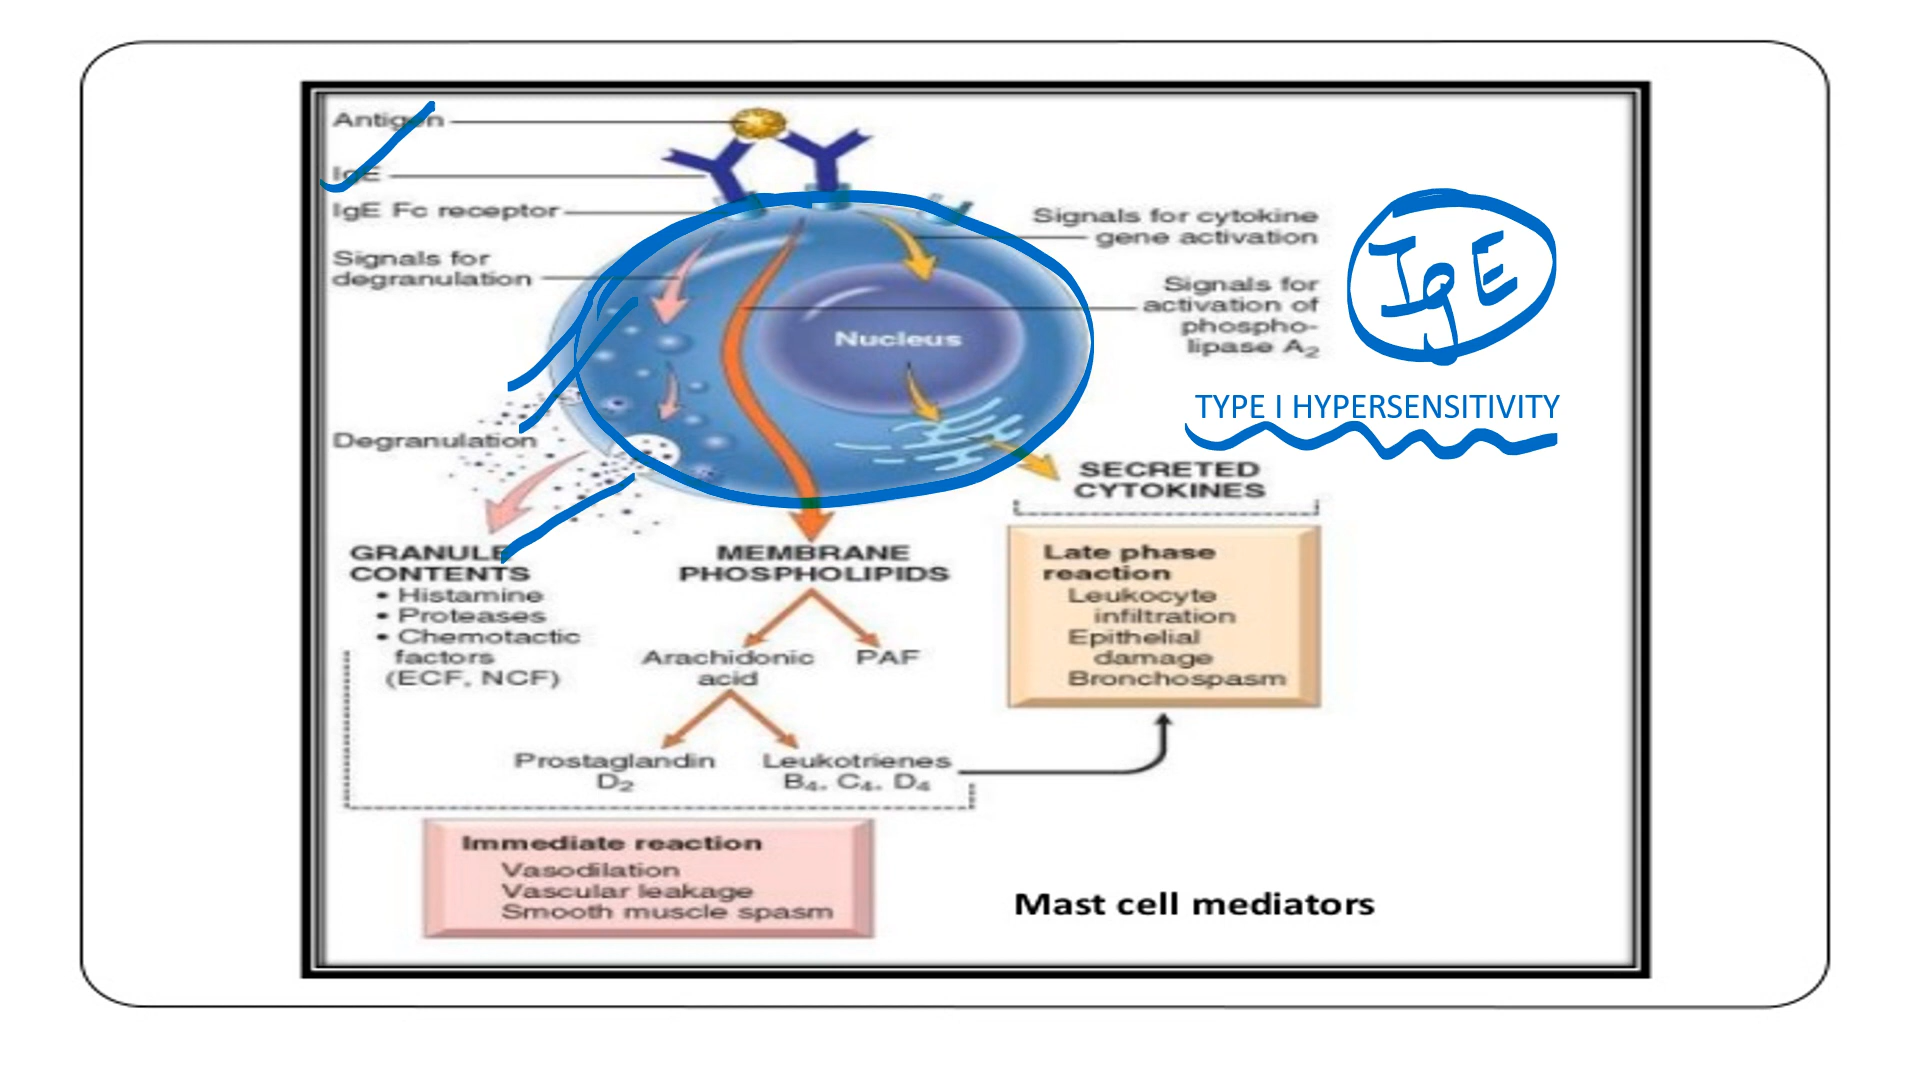 Antigen
IgE
IgE Fc receptor
Signals for
degranulation
Degranulation
Signals for cytokine
gene activation
Signals for
activation of
phospho-
lipase A₂
Nucleus
IgE
TYPE I HYPERSENSITIVITY
SECRETED
CYTOKINES
GRANULE
CONTENTS
• Histamine
• Proteases
• Chemotactic
factors
(ECF, NCF)
MEMBRANE
PHOSPHOLIPIDS
Arachidonic
acid
PAF
Prostaglandin
D₂
Leukotrienes
B₄, C₄, D₄
Late phase
reaction
Leukocyte
infiltration
Epithelial
damage
Bronchospasm
Immediate reaction
Vasodilation
Vascular leakage
Smooth muscle spasm
Mast cell mediators